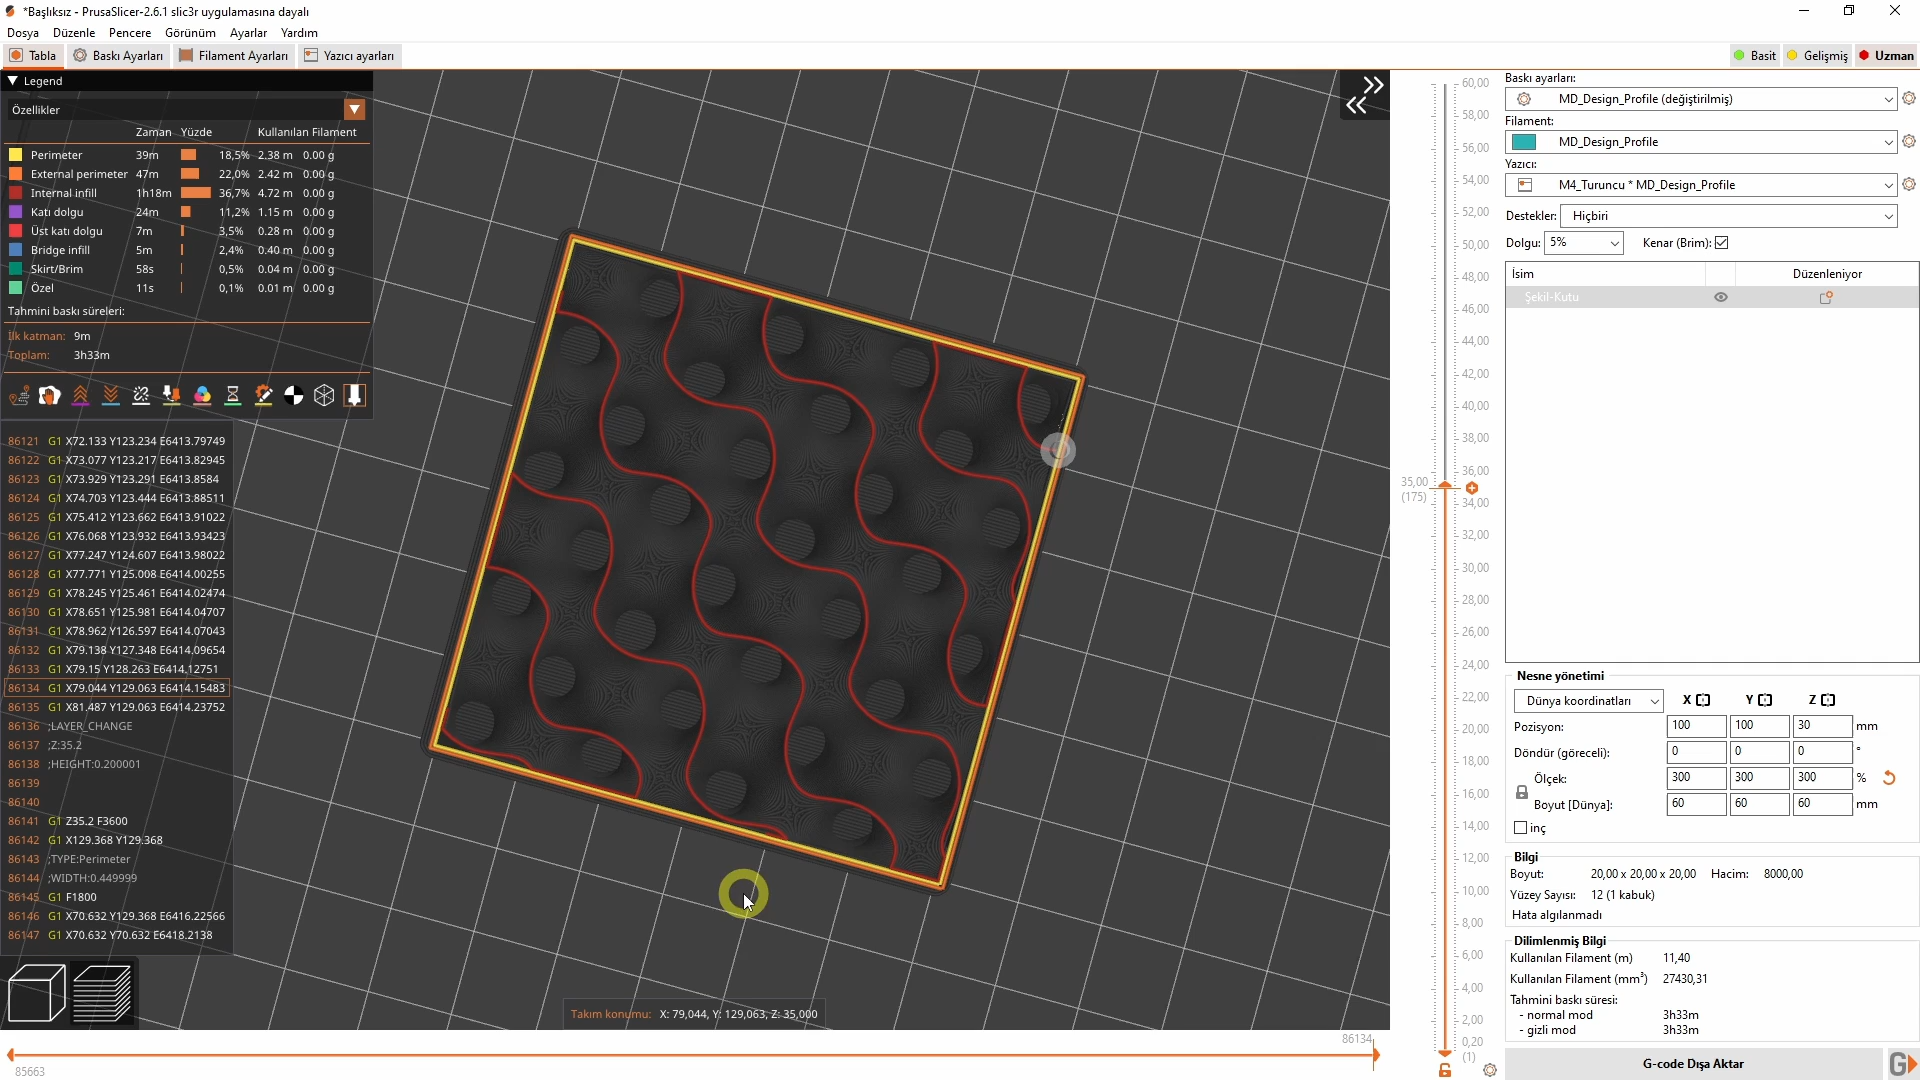 *Başlıksız - PrusaSlicer-2.6.1 slic3r uygulamasına dayalı
Dosya Düzenle Pencere Görünüm Ayarlar Yardım
Tabla Baskı Ayarları Filament Ayarları Yazıcı ayarları
Basit Gelişmiş Uzman
Legend
Özellikler
Zaman Yüzde Kullanılan Filament
Perimeter 39m 18,5% 2.38 m 0.00 g
External perimeter 47m 22,0% 2.42 m 0.00 g
Internal infill 1h18m 36,7% 4.72 m 0.00 g
Katı dolgu 24m 11,2% 1.15 m 0.00 g
Üst katı dolgu 7m 3,5% 0.28 m 0.00 g
Bridge infill 5m 2,4% 0.40 m 0.00 g
Skirt/Brim 58s 0,5% 0.04 m 0.00 g
Özel 11s 0,1% 0.01 m 0.00 g
Tahmini baskı süreleri:
İlk katman: 9m
Toplam: 3h33m
86121 G1 X72.133 Y123.234 E6413.79749
86122 G1 X73.077 Y123.217 E6413.82945
86123 G1 X73.929 Y123.291 E6413.8584
86124 G1 X74.703 Y123.444 E6413.88511
86125 G1 X75.412 Y123.662 E6413.91022
86126 G1 X76.068 Y123.932 E6413.93423
86127 G1 X77.247 Y124.607 E6413.98022
86128 G1 X77.771 Y125.008 E6414.00255
86129 G1 X78.245 Y125.461 E6414.02474
86130 G1 X78.651 Y125.981 E6414.04707
86131 G1 X78.962 Y126.597 E6414.07043
86132 G1 X79.138 Y127.348 E6414.09654
86133 G1 X79.15 Y128.263 E6414.12751
86134 G1 X79.044 Y129.063 E6414.15483
86135 G1 X81.487 Y129.063 E6414.23752
86136 ;LAYER_CHANGE
86137 ;Z:35.2
86138 ;HEIGHT:0.200001
86139
86140
86141 G1 Z35.2 F3600
86142 G1 X129.368 Y129.368
86143 ;TYPE:Perimeter
86144 ;WIDTH:0.449999
86145 G1 F1800
86146 G1 X70.632 Y129.368 E6416.22566
86147 G1 X70.632 Y70.632 E6418.2138
Takım konumu: X: 79,044, Y: 129,063, Z: 35,000
86134
85663
60,00
58,00
56,00
54,00
52,00
50,00
48,00
46,00
44,00
42,00
40,00
38,00
36,00
35,00
(175)
34,00
32,00
30,00
28,00
26,00
24,00
22,00
20,00
18,00
16,00
14,00
12,00
10,00
8,00
6,00
4,00
2,00
0,20
(1)
Baskı ayarları:
MD_Design_Profile (değiştirilmiş)
Filament:
MD_Design_Profile
Yazıcı:
M4_Turuncu * MD_Design_Profile
Destekler: Hiçbiri
Dolgu: 5% Kenar (Brim):
İsim Düzenleniyor
Şekil-Kutu
Nesne yönetimi
Dünya koordinatları X Y Z
Pozisyon: 100 100 30 mm
Döndür (göreceli): 0 0 0 °
Ölçek: 300 300 300 %
Boyut [Dünya]: 60 60 60 mm
inç
Bilgi
Boyut: 20,00 x 20,00 x 20,00 Hacim: 8000,00
Yüzey Sayısı: 12 (1 kabuk)
Hata algılanmadı
Dilimlenmiş Bilgi
Kullanılan Filament (m) 11,40
Kullanılan Filament (mm³) 27430,31
Tahmini baskı süresi:
- normal mod 3h33m
- gizli mod 3h33m
G-code Dışa Aktar